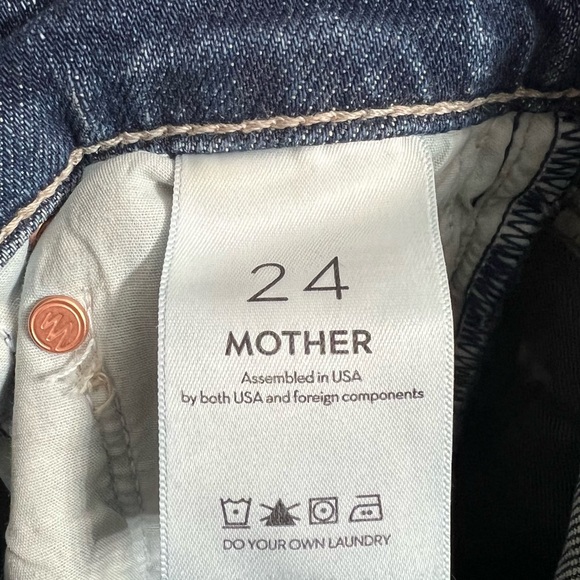 24
MOTHER
Assembled in USA
by both USA and foreign components
DO YOUR OWN LAUNDRY